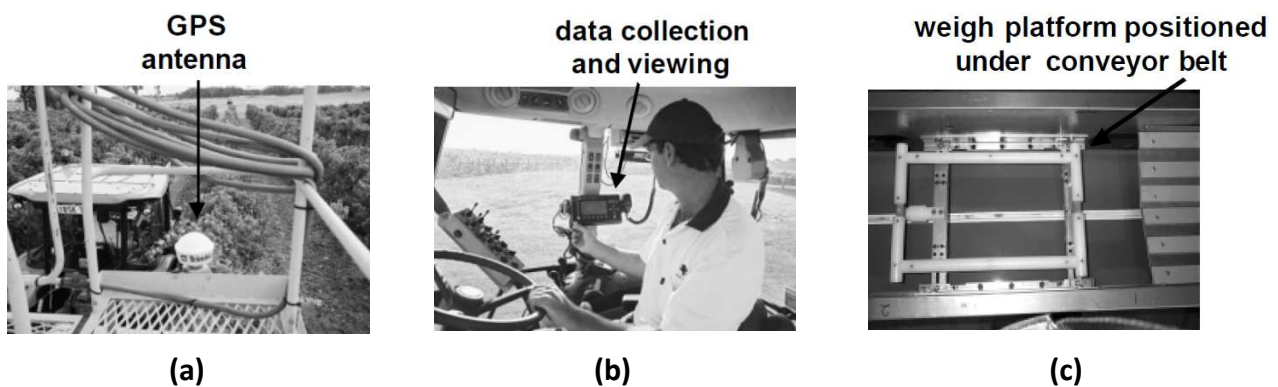 GPS
antenna
data collection
and viewing
weigh platform positioned
under conveyor belt
(a)
(b)
(c)